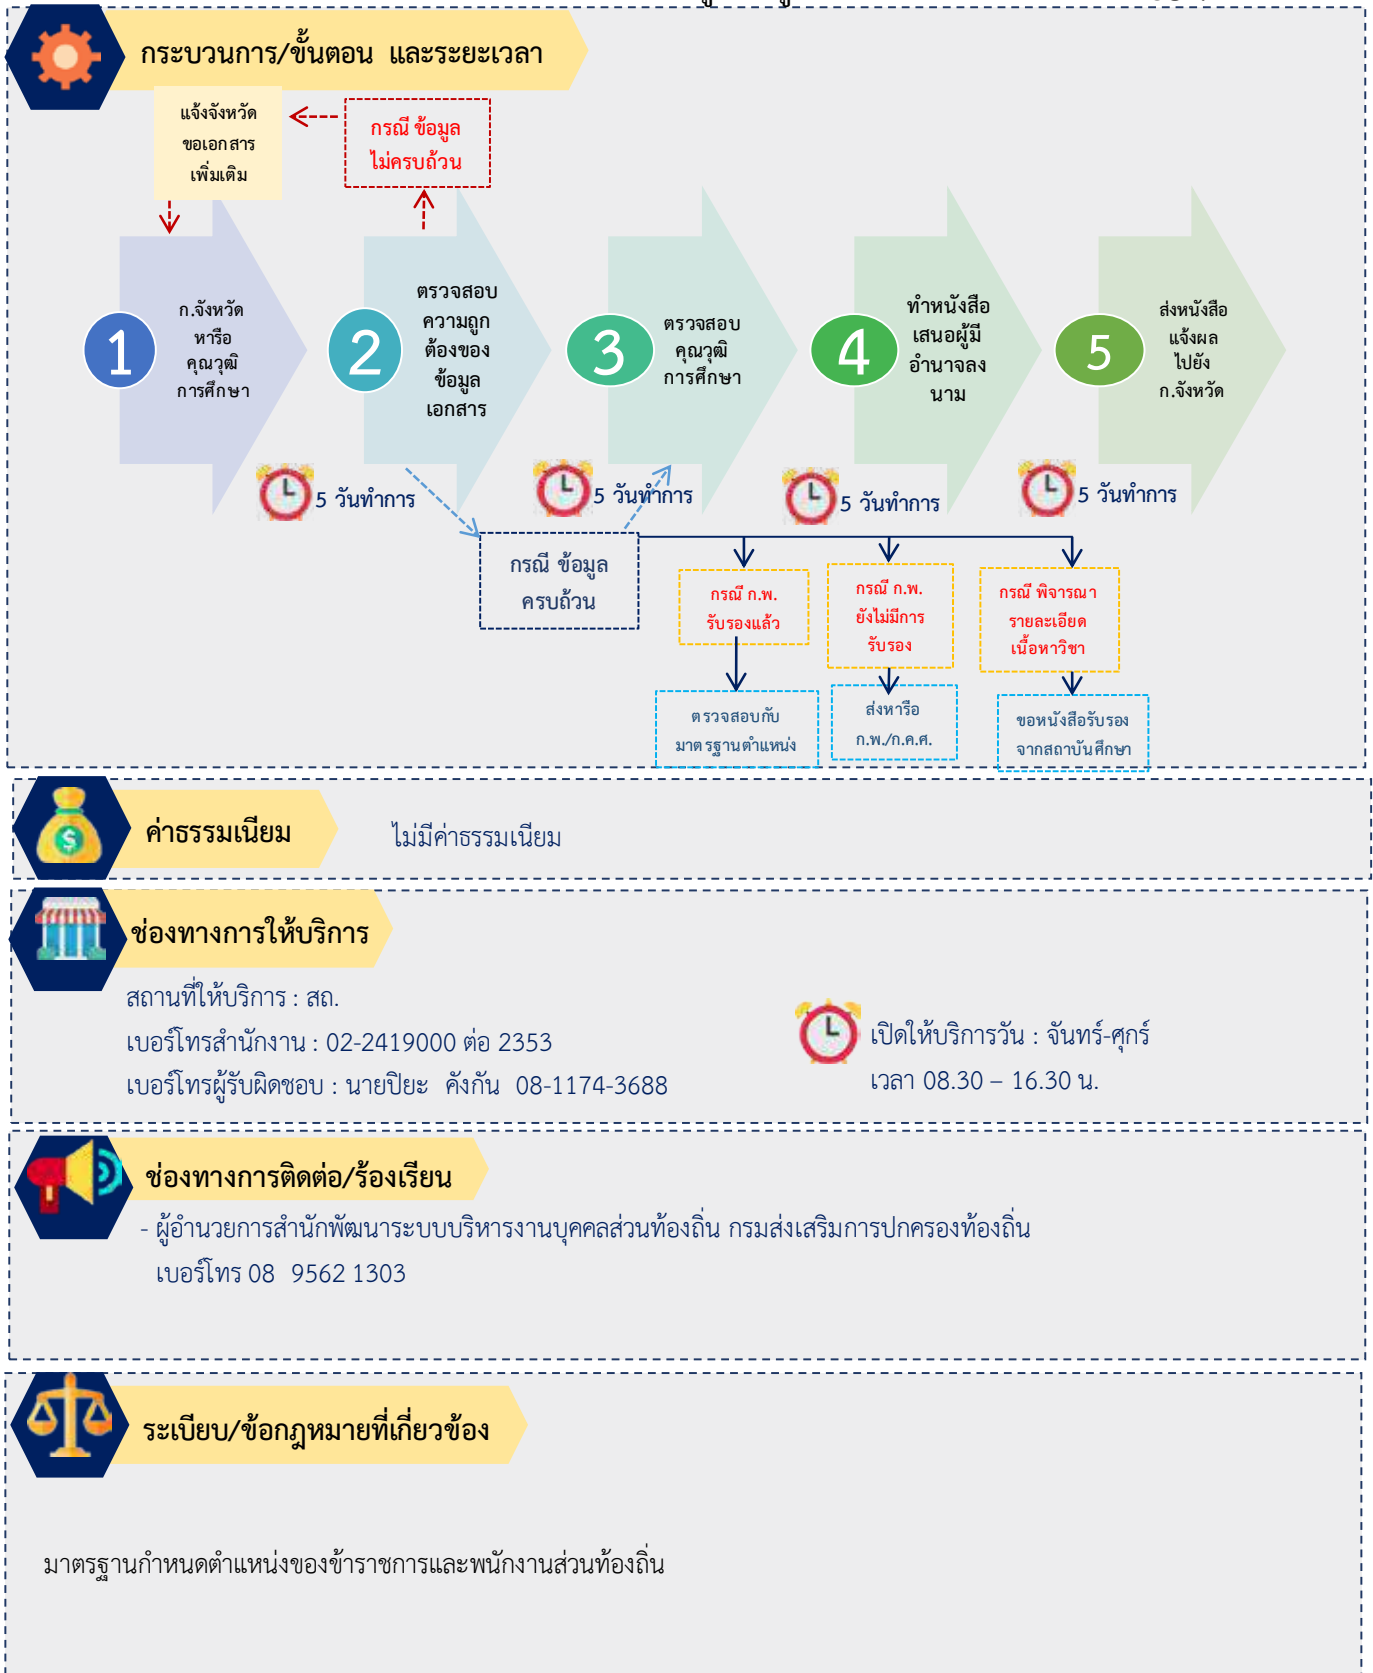 กระบวนการ/ขั้นตอน และระยะเวลา
แจ้งจังหวัด
ขอเอกสาร
เพิ่มเติม
กรณี ข้อมูล
ไม่ครบถ้วน
1
ก.จังหวัด
หารือ
คุณวุฒิ
การศึกษา
2
ตรวจสอบ
ความถูก
ต้องของ
ข้อมูล
เอกสาร
3
ตรวจสอบ
คุณวุฒิ
การศึกษา
4
ทำหนังสือ
เสนอผู้มี
อำนาจลง
นาม
5
ส่งหนังสือ
แจ้งผล
ไปยัง
ก.จังหวัด
5 วันทำการ
5 วันทำการ
5 วันทำการ
5 วันทำการ
กรณี ข้อมูล
ครบถ้วน
กรณี ก.พ.
รับรองแล้ว
กรณี ก.พ.
ยังไม่มีการ
รับรอง
กรณี พิจารณา
รายละเอียด
เนื้อหาวิชา
ตรวจสอบกับ
มาตรฐานตำแหน่ง
ส่งหารือ
ก.พ./ก.ค.ศ.
ขอหนังสือรับรอง
จากสถาบันศึกษา
ค่าธรรมเนียม
ไม่มีค่าธรรมเนียม
ช่องทางการให้บริการ
สถานที่ให้บริการ : สถ.
เบอร์โทรสำนักงาน : 02-2419000 ต่อ 2353
เบอร์โทรผู้รับผิดชอบ : นายปิยะ คังกัน 08-1174-3688
เปิดให้บริการวัน : จันทร์-ศุกร์
เวลา 08.30 – 16.30 น.
ช่องทางการติดต่อ/ร้องเรียน
- ผู้อำนวยการสำนักพัฒนาระบบบริหารงานบุคคลส่วนท้องถิ่น กรมส่งเสริมการปกครองท้องถิ่น
เบอร์โทร 08 9562 1303
ระเบียบ/ข้อกฎหมายที่เกี่ยวข้อง
มาตรฐานกำหนดตำแหน่งของข้าราชการและพนักงานส่วนท้องถิ่น